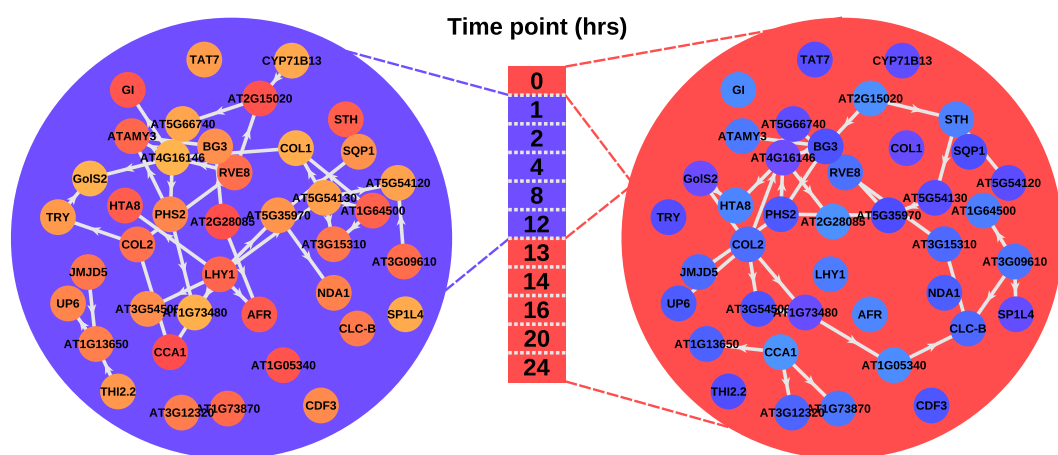 Time point (hrs)
TAT7
CYP71B13
GI
AT2G15020
AT5G66740
STH
ATAMY3
BG3
COL1
SQP1
AT4G16146
RVE8
GolS2
AT5G54120
HTA8
AT5G54130
AT1G64500
TRY
PHS2
AT2G28085
AT5G35970
COL2
AT3G15310
AT3G09610
JMJD5
LHY1
NDA1
UP6
AT3G54500
AT1G73480
AFR
SP1L4
CLC-B
AT1G13650
CCA1
AT1G05340
THI2.2
AT3G12320
AT1G73870
CDF3
0
1
2
4
8
12
13
14
16
20
24
TAT7
CYP71B13
GI
AT2G15020
AT5G66740
STH
ATAMY3
BG3
COL1
SQP1
AT4G16146
RVE8
GolS2
AT5G54120
HTA8
AT5G54130
AT1G64500
TRY
PHS2
AT2G28085
AT5G35970
COL2
AT3G15310
AT3G09610
JMJD5
LHY1
NDA1
UP6
AT3G54500
AT1G73480
AFR
SP1L4
CLC-B
AT1G13650
CCA1
AT1G05340
THI2.2
AT3G12320
AT1G73870
CDF3